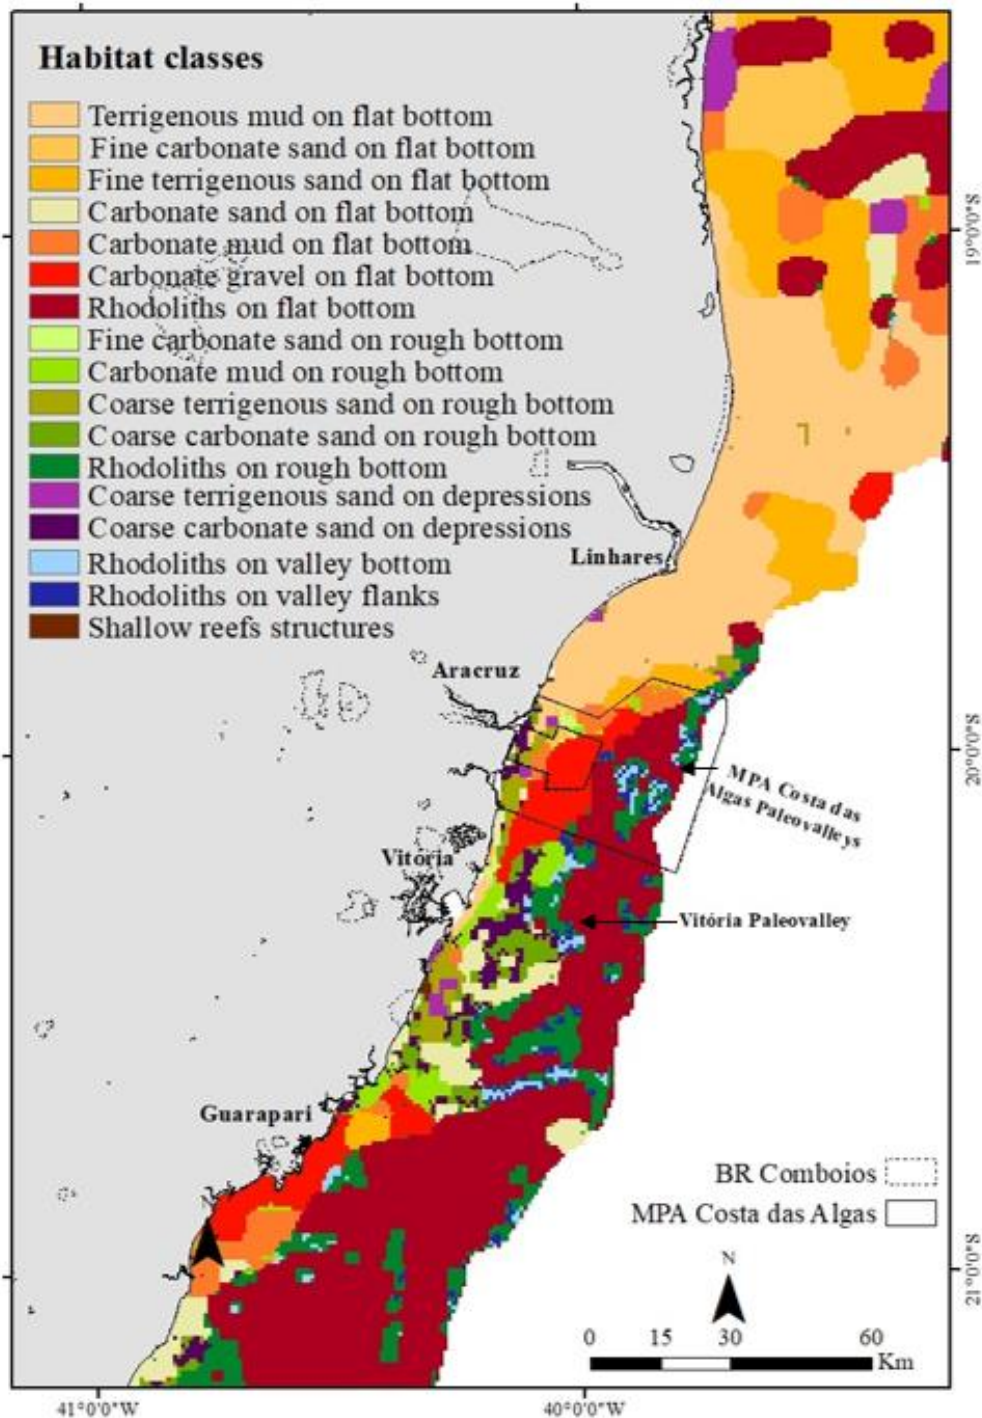 Habitat classes
Terrigenous mud on flat bottom
Fine carbonate sand on flat bottom
Fine terrigenous sand on flat bottom
Carbonate sand on flat bottom
Carbonate mud on flat bottom
Carbonate gravel on flat bottom
Rhodoliths on flat bottom
Fine carbonate sand on rough bottom
Carbonate mud on rough bottom
Coarse terrigenous sand on rough bottom
Coarse carbonate sand on rough bottom
Rhodoliths on rough bottom
Coarse terrigenous sand on depressions
Coarse carbonate sand on depressions
Rhodoliths on valley bottom
Rhodoliths on valley flanks
Shallow reefs structures
19°0'0"S
Linhares
Aracruz
20°0'0"S
MPA Costa das
Algas Paleovalleys
Vitória
Vitória Paleovalley
Guarapari
BR Comboios
MPA Costa das Algas
N
21°0'0"S
0 15 30 60
Km
41°0'0"W
40°0'0"W